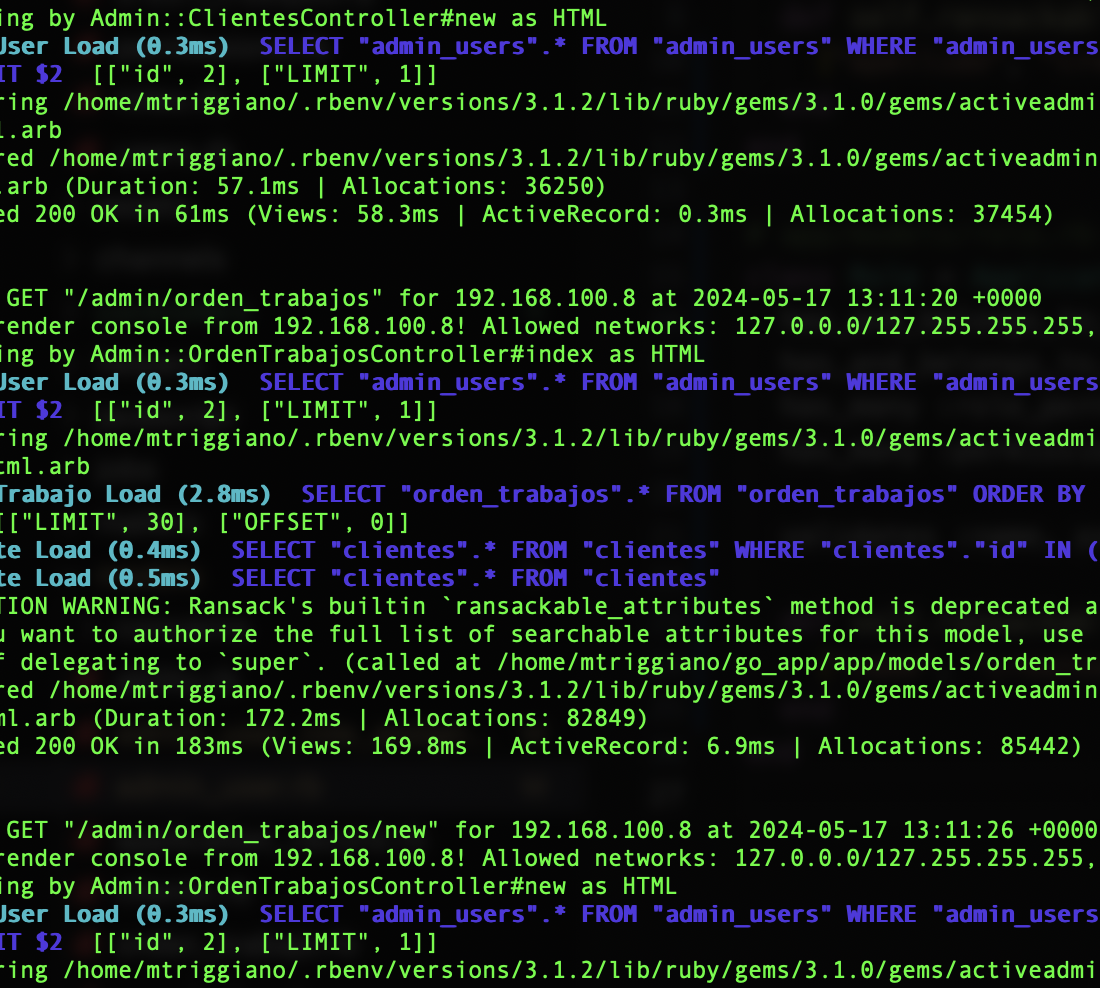 ing by Admin::ClientesController#new as HTML
User Load (0.3ms)  SELECT "admin_users".* FROM "admin_users" WHERE "admin_users
IT $2  [["id", 2], ["LIMIT", 1]]
ring /home/mtriggiano/.rbenv/versions/3.1.2/lib/ruby/gems/3.1.0/gems/activeadmi
l.arb
red /home/mtriggiano/.rbenv/versions/3.1.2/lib/ruby/gems/3.1.0/gems/activeadmin
.arb (Duration: 57.1ms | Allocations: 36250)
ed 200 OK in 61ms (Views: 58.3ms | ActiveRecord: 0.3ms | Allocations: 37454)
GET "/admin/orden_trabajos" for 192.168.100.8 at 2024-05-17 13:11:20 +0000
render console from 192.168.100.8! Allowed networks: 127.0.0.0/127.255.255.255,
ing by Admin::OrdenTrabajosController#index as HTML
User Load (0.3ms)  SELECT "admin_users".* FROM "admin_users" WHERE "admin_users
IT $2  [["id", 2], ["LIMIT", 1]]
ring /home/mtriggiano/.rbenv/versions/3.1.2/lib/ruby/gems/3.1.0/gems/activeadmi
tml.arb
Trabajo Load (2.8ms)  SELECT "orden_trabajos".* FROM "orden_trabajos" ORDER BY
[["LIMIT", 30], ["OFFSET", 0]]
te Load (0.4ms)  SELECT "clientes".* FROM "clientes" WHERE "clientes"."id" IN (
te Load (0.5ms)  SELECT "clientes".* FROM "clientes"
TION WARNING: Ransack's builtin `ransackable_attributes` method is deprecated a
u want to authorize the full list of searchable attributes for this model, use
f delegating to `super`. (called at /home/mtriggiano/go_app/app/models/orden_tr
red /home/mtriggiano/.rbenv/versions/3.1.2/lib/ruby/gems/3.1.0/gems/activeadmin
ml.arb (Duration: 172.2ms | Allocations: 82849)
ed 200 OK in 183ms (Views: 169.8ms | ActiveRecord: 6.9ms | Allocations: 85442)
GET "/admin/orden_trabajos/new" for 192.168.100.8 at 2024-05-17 13:11:26 +0000
render console from 192.168.100.8! Allowed networks: 127.0.0.0/127.255.255.255,
ing by Admin::OrdenTrabajosController#new as HTML
User Load (0.3ms)  SELECT "admin_users".* FROM "admin_users" WHERE "admin_users
IT $2  [["id", 2], ["LIMIT", 1]]
ring /home/mtriggiano/.rbenv/versions/3.1.2/lib/ruby/gems/3.1.0/gems/activeadmi